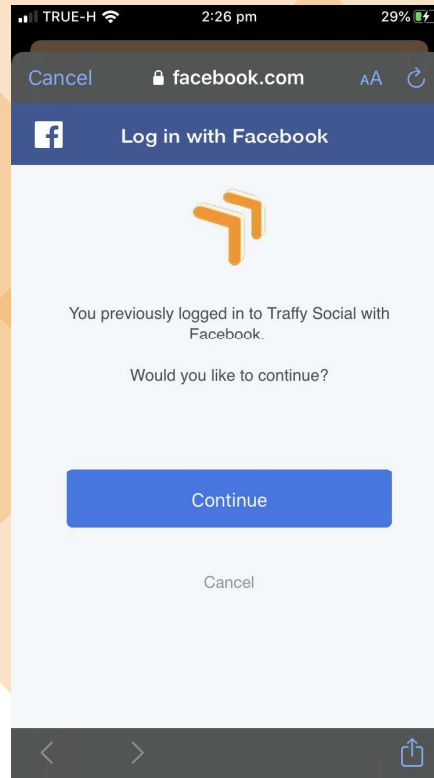 TRUE-H 2:26 pm 29%
Cancel facebook.com AA
f Log in with Facebook
You previously logged in to Traffy Social with
Facebook.
Would you like to continue?
Continue
Cancel